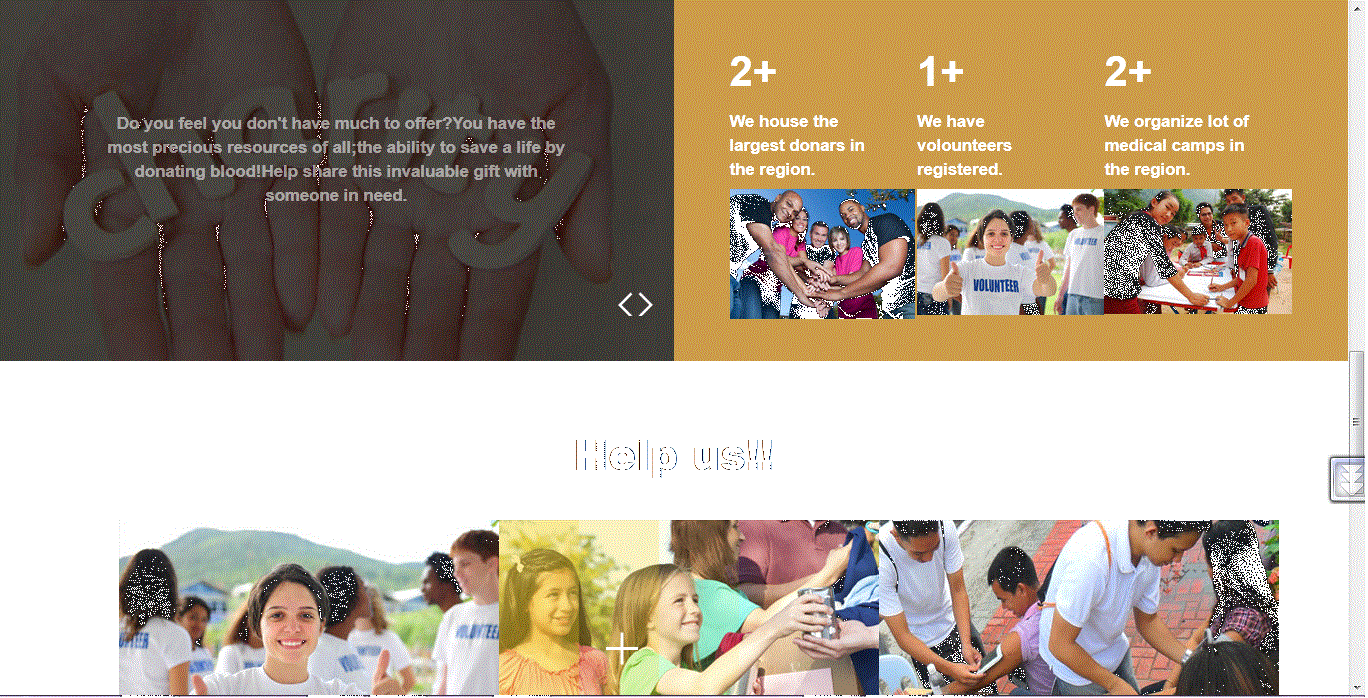 charity
Do you feel you don't have much to offer?You have the
most precious resources of all;the ability to save a life by
donating blood!Help share this invaluable gift with
someone in need.
2+
We house the
largest donars in
the region.
1+
We have
volounteers
registered.
2+
We organize lot of
medical camps in
the region.
VOLUNTEER
Help us!!
TEER
VOLUN
VOLUNTEER